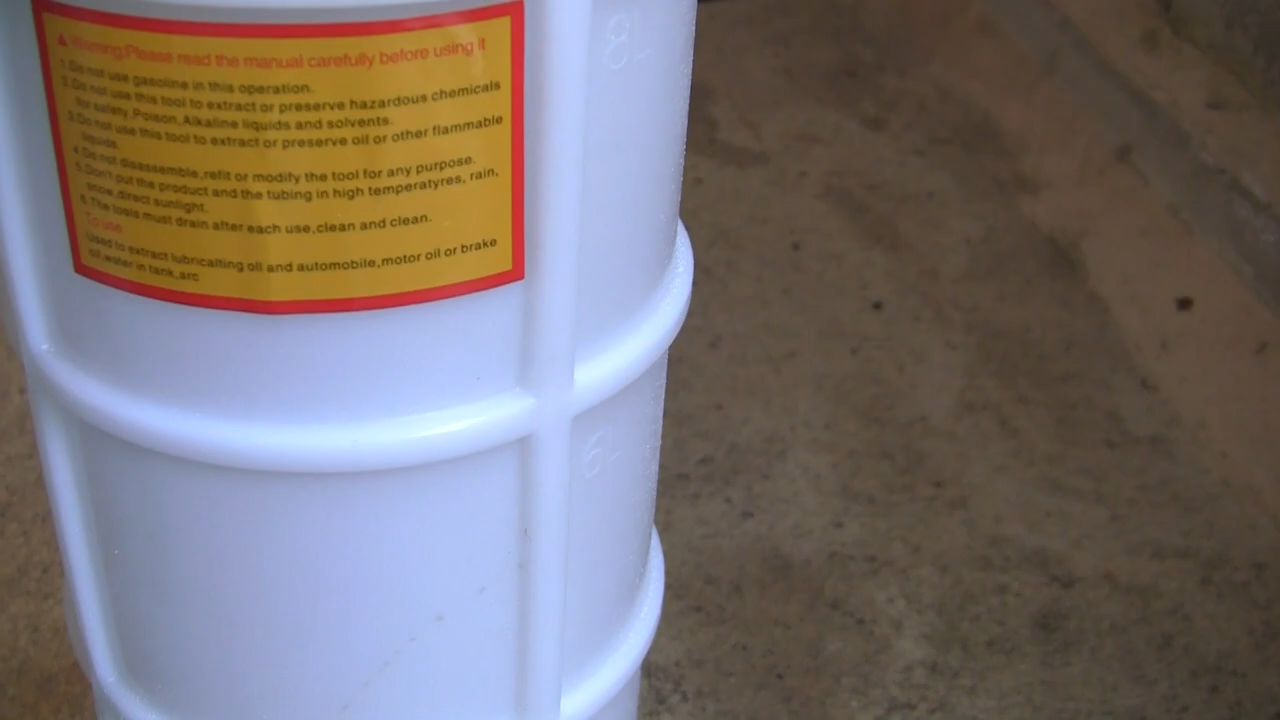 Warning:Please read the manual carefully before using it
1.Do not use gasoline in this operation.
2.Do not use this tool to extract or preserve hazardous chemicals
for safety,Poison,Alkaline liquids and solvents.
3.Do not use this tool to extract or preserve oil or other flammable
liquids.
4.Do not disassemble,refit or modify the tool for any purpose.
5.Don't put the product and the tubing in high temperatyres, rain,
snow,direct sunlight.
6.The tools must drain after each use,clean and clean.
To use
Used to extract lubricalting oil and automobile,motor oil or brake
oil,water in tank,arc
8L
6L